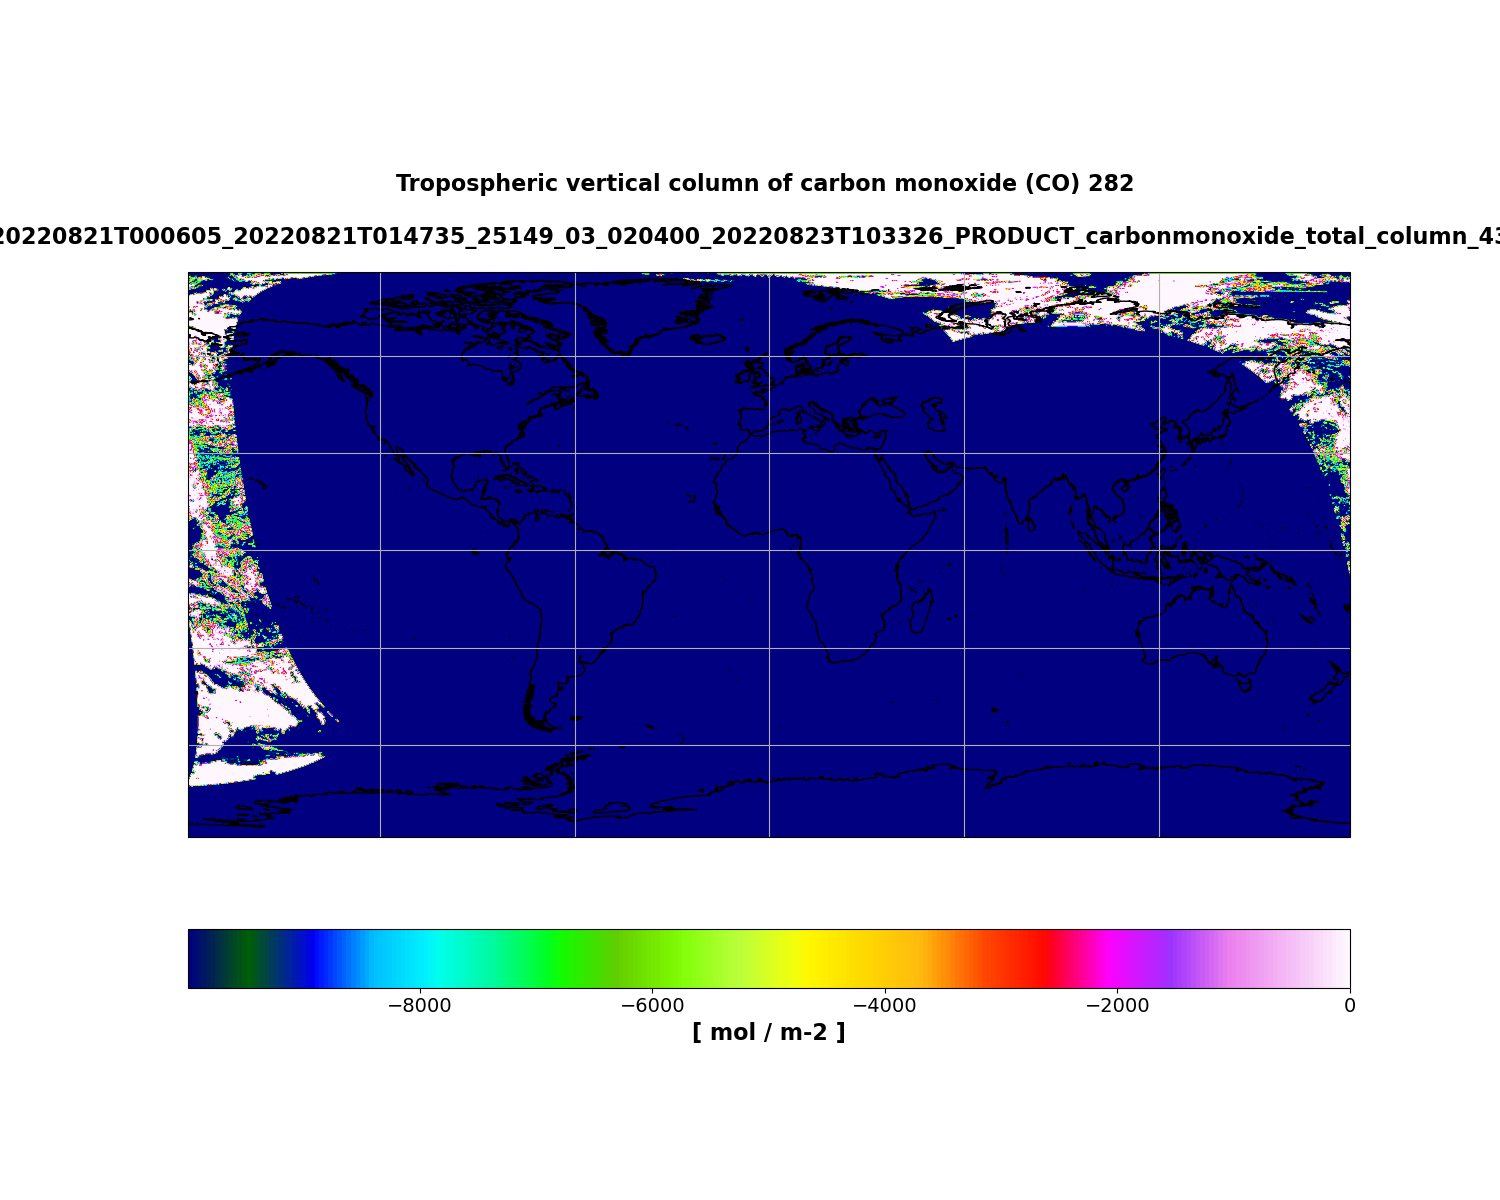 Tropospheric vertical column of carbon monoxide (CO) 282
20220821T000605_20220821T014735_25149_03_020400_20220823T103326_PRODUCT_carbonmonoxide_total_column_43
−8000 −6000 −4000 −2000 0
[ mol / m-2 ]